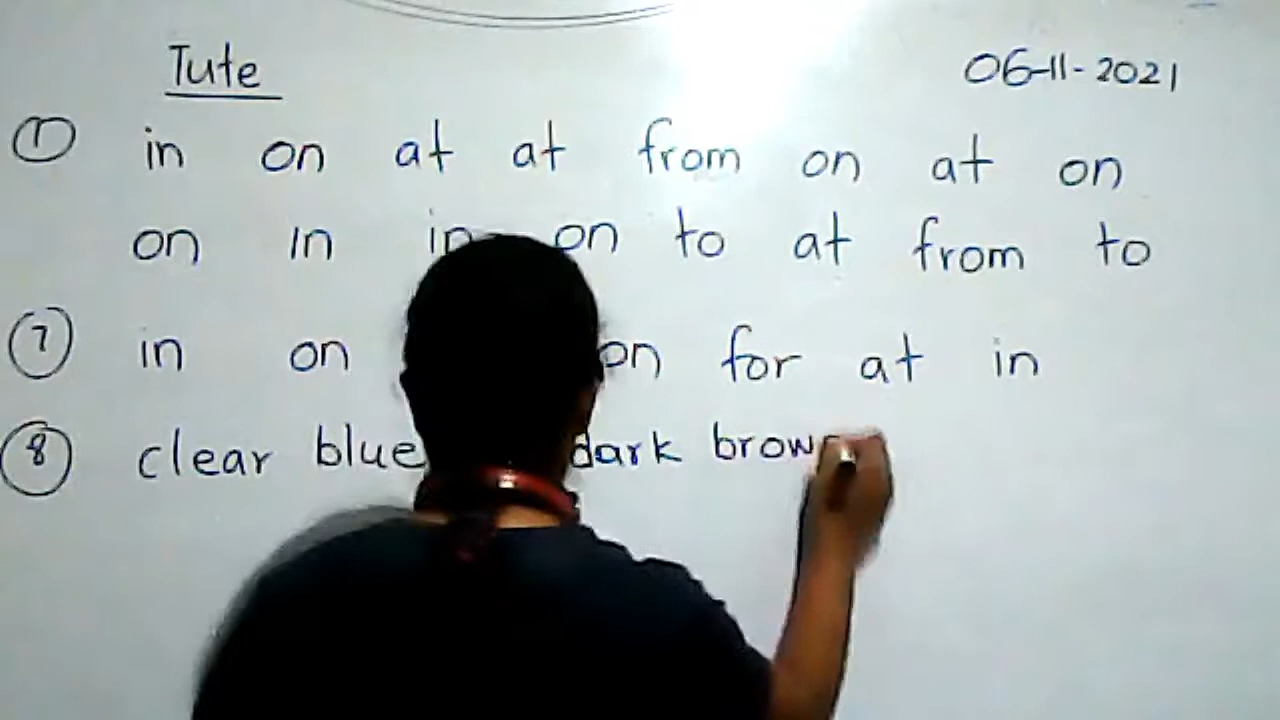 Tute 06-11-2021
① in on at at from on at on
on in in on to at from to
⑦ in on on for at in
⑧ clear blue dark brow